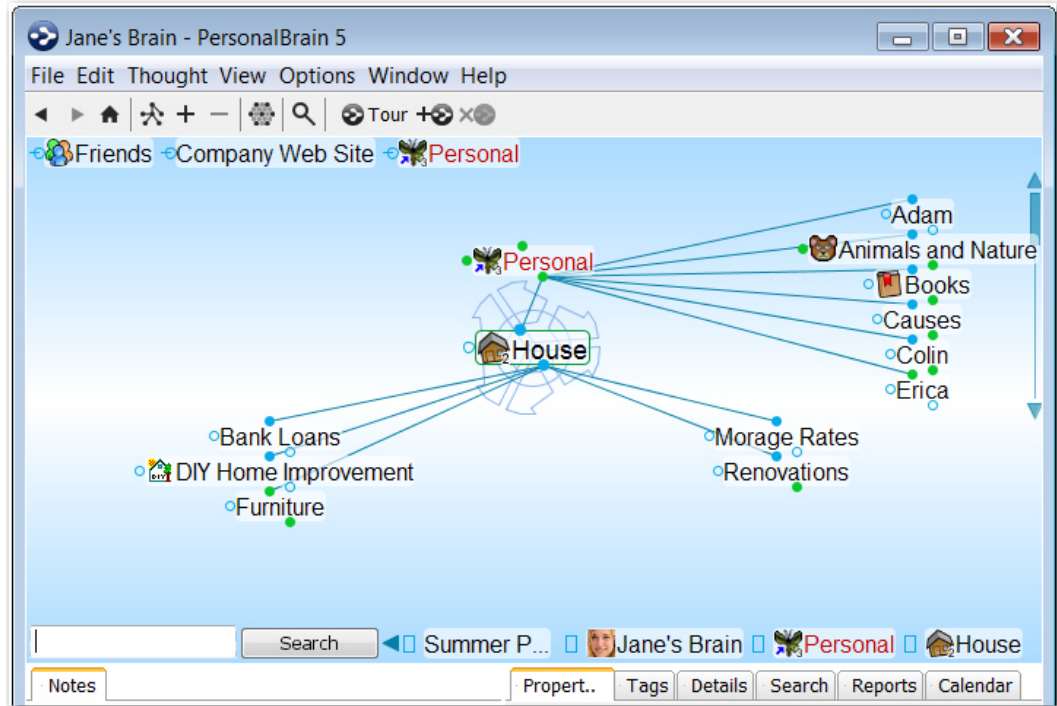 Jane's Brain - PersonalBrain 5
File Edit Thought View Options Window Help
Tour
Friends Company Web Site Personal
Adam
Animals and Nature
Personal
Books
Causes
House
Colin
Erica
Bank Loans
Morage Rates
DIY Home Improvement
Renovations
Furniture
Search
Summer P... Jane's Brain Personal House
Notes
Propert.. Tags Details Search Reports Calendar